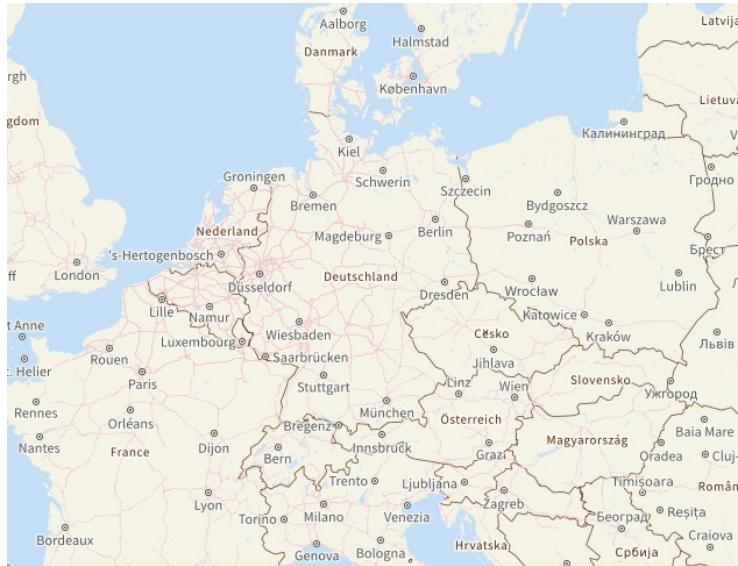 Aalborg
Latvija
Halmstad
Danmark
rgh
København
Lietuva
gdom
Калининград
Kiel
V
Schwerin
Гродно
Groningen
Szczecin
Bremen
Bydgoszcz
Nederland
Warszawa
Magdeburg
Berlin
Poznań
Polska
Брест
's-Hertogenbosch
ff
London
Deutschland
Lublin
Düsseldorf
Dresden
Wrocław
Lille
Namur
Katowice
t Anne
Wiesbaden
Kraków
Luxembourg
Česko
Львів
Rouen
Saarbrücken
Jihlava
t. Helier
Paris
Stuttgart
Linz
Wien
Slovensko
Ужгород
Rennes
Orléans
München
Österreich
Bregenz
Baia Mare
Nantes
Dijon
Magyarország
France
Bern
Innsbruck
Graz
Oradea
Cluj-
Trento
Ljubljana
Timișoara
Român
Lyon
Zagreb
Torino
Milano
Venezia
Reșița
Београд
Bordeaux
Craiova
Genova
Bologna
Hrvatska
Србија